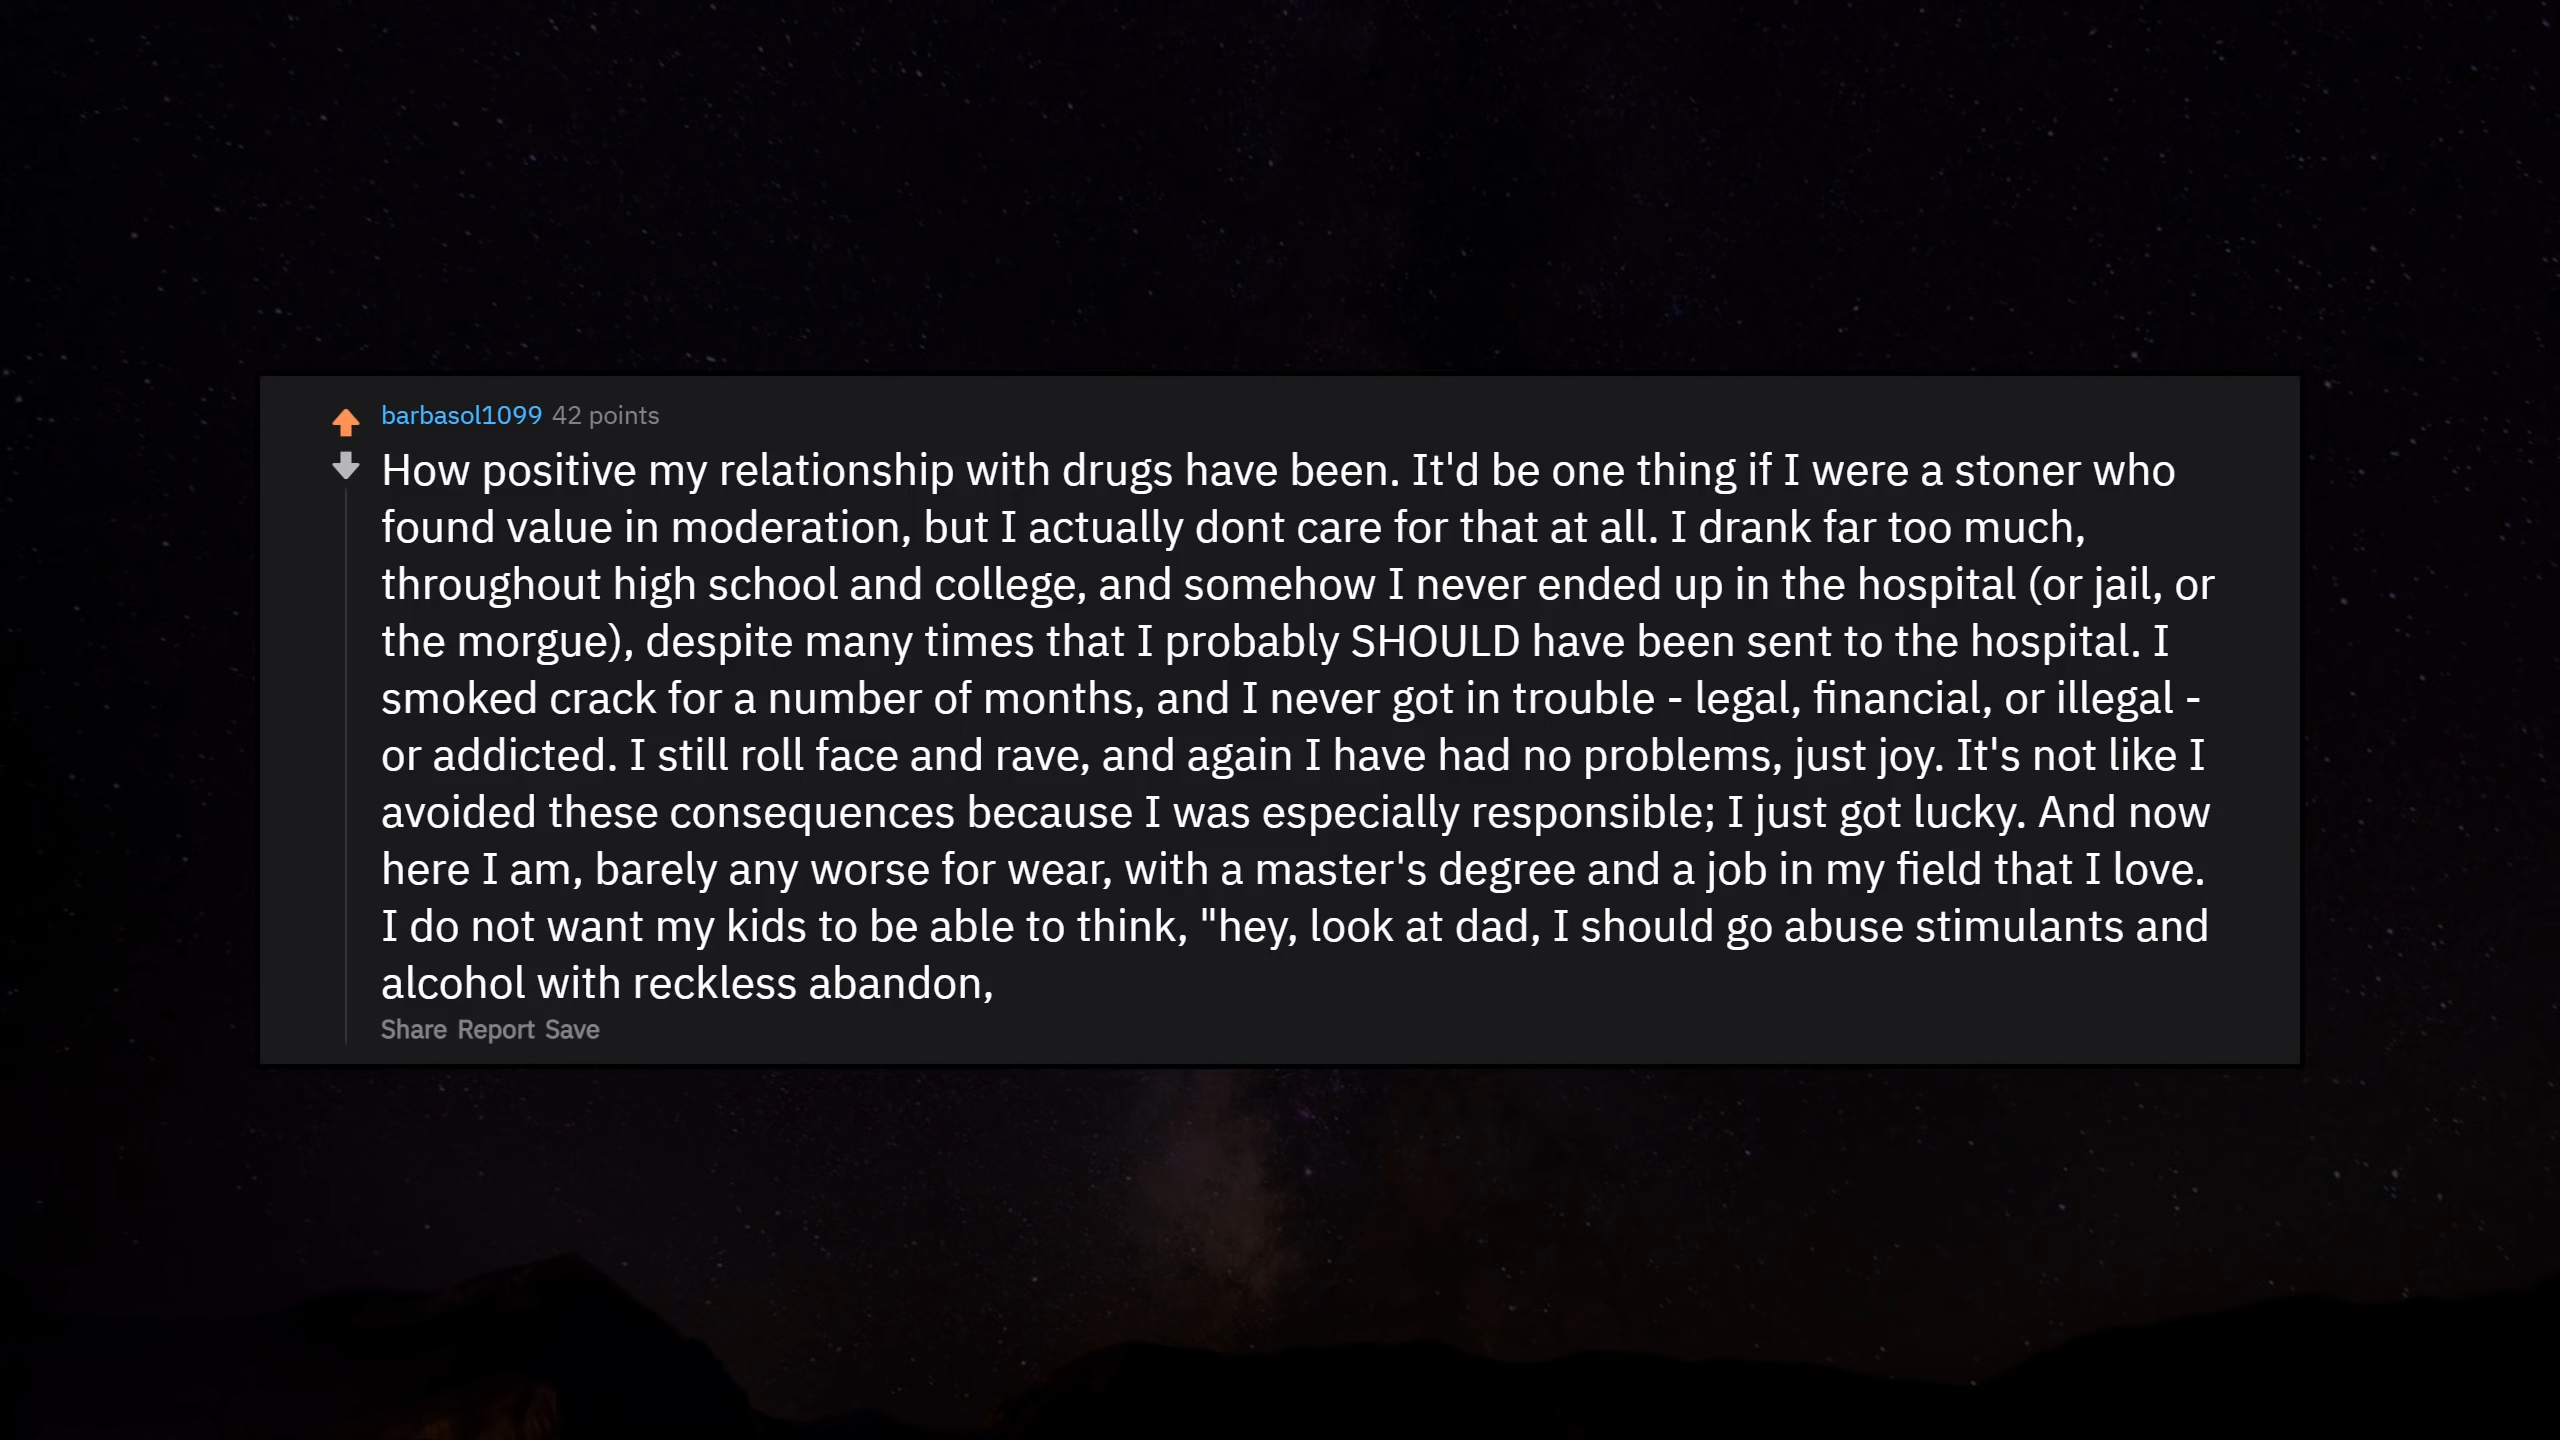 barbasol1099 42 points
How positive my relationship with drugs have been. It'd be one thing if I were a stoner who
found value in moderation, but I actually dont care for that at all. I drank far too much,
throughout high school and college, and somehow I never ended up in the hospital (or jail, or
the morgue), despite many times that I probably SHOULD have been sent to the hospital. I
smoked crack for a number of months, and I never got in trouble - legal, financial, or illegal -
or addicted. I still roll face and rave, and again I have had no problems, just joy. It's not like I
avoided these consequences because I was especially responsible; I just got lucky. And now
here I am, barely any worse for wear, with a master's degree and a job in my field that I love.
I do not want my kids to be able to think, "hey, look at dad, I should go abuse stimulants and
alcohol with reckless abandon,
Share Report Save